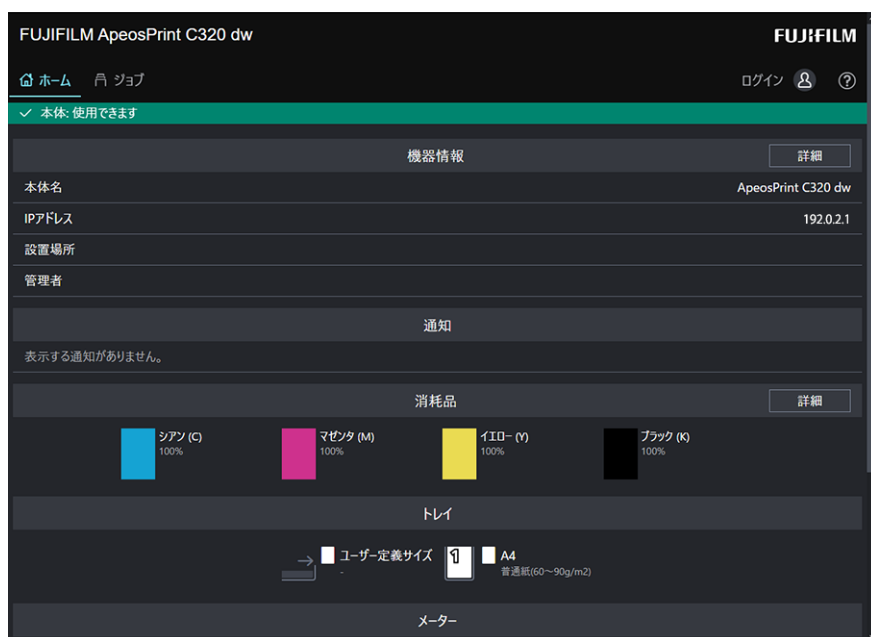 FUJIFILM ApeosPrint C320 dw
FUJIFILM
ホーム ジョブ ログイン
本体: 使用できます
機器情報 詳細
本体名 ApeosPrint C320 dw
IPアドレス 192.0.2.1
設置場所
管理者
通知
表示する通知がありません。
消耗品 詳細
シアン (C) マゼンタ (M) イエロー (Y) ブラック (K)
100% 100% 100% 100%
トレイ
ユーザー定義サイズ 1 A4
- 普通紙(60～90g/m2)
メーター